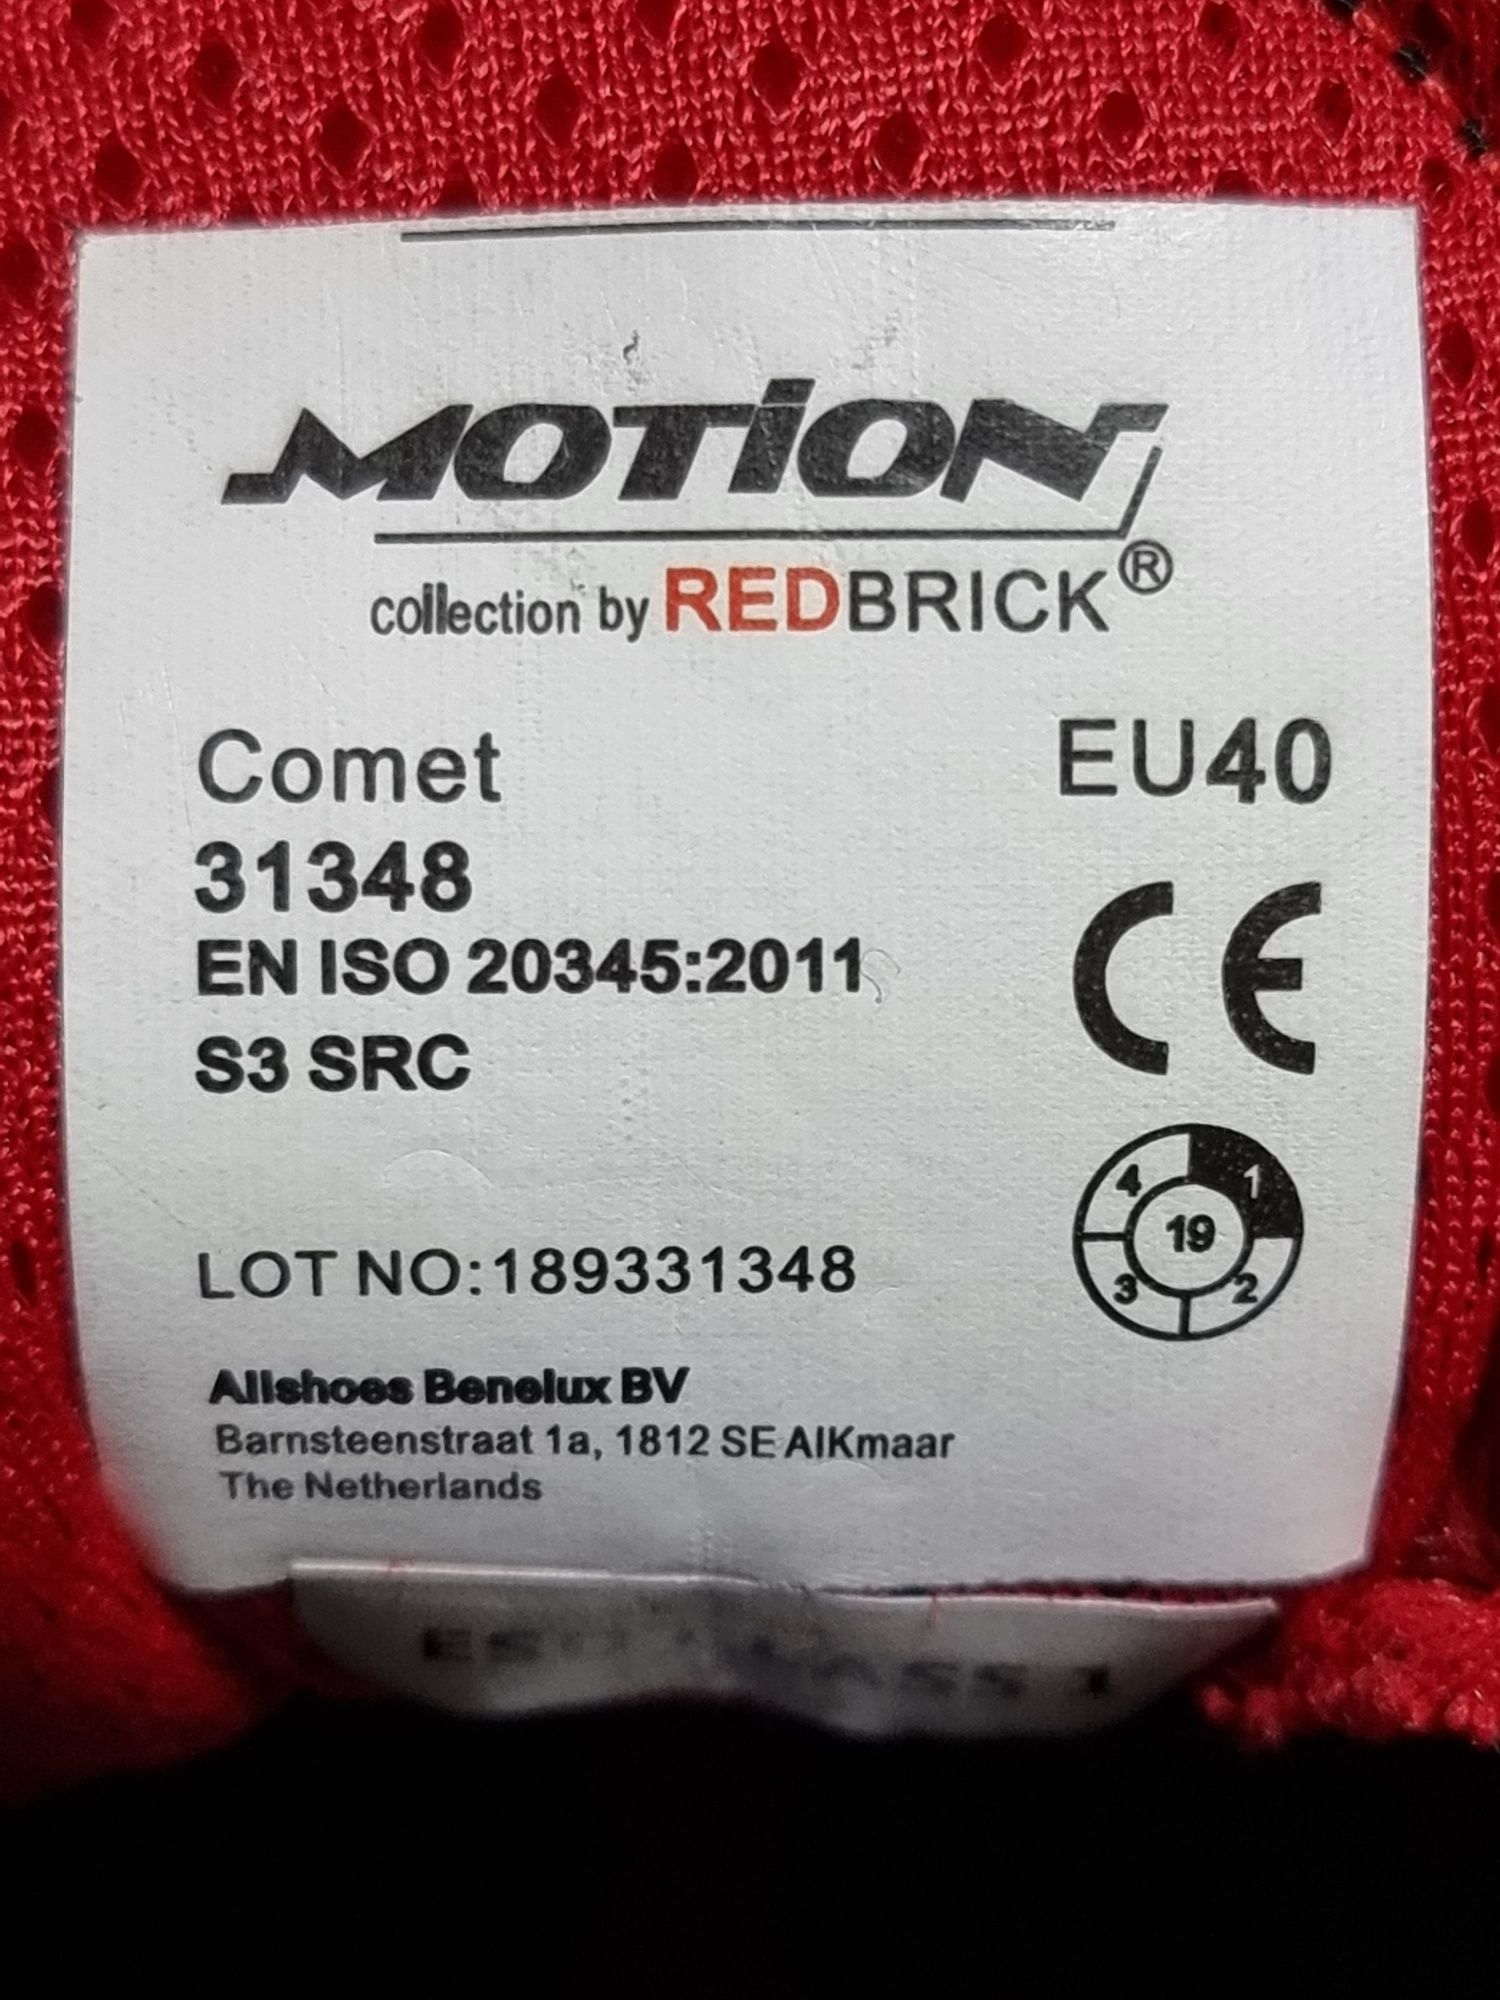 MOTION
collection by REDBRICK®
Comet EU40
31348
EN ISO 20345:2011
S3 SRC
CE
4 1
19
3 2
LOT NO:189331348
Allshoes Benelux BV
Barnsteenstraat 1a, 1812 SE AlKmaar
The Netherlands